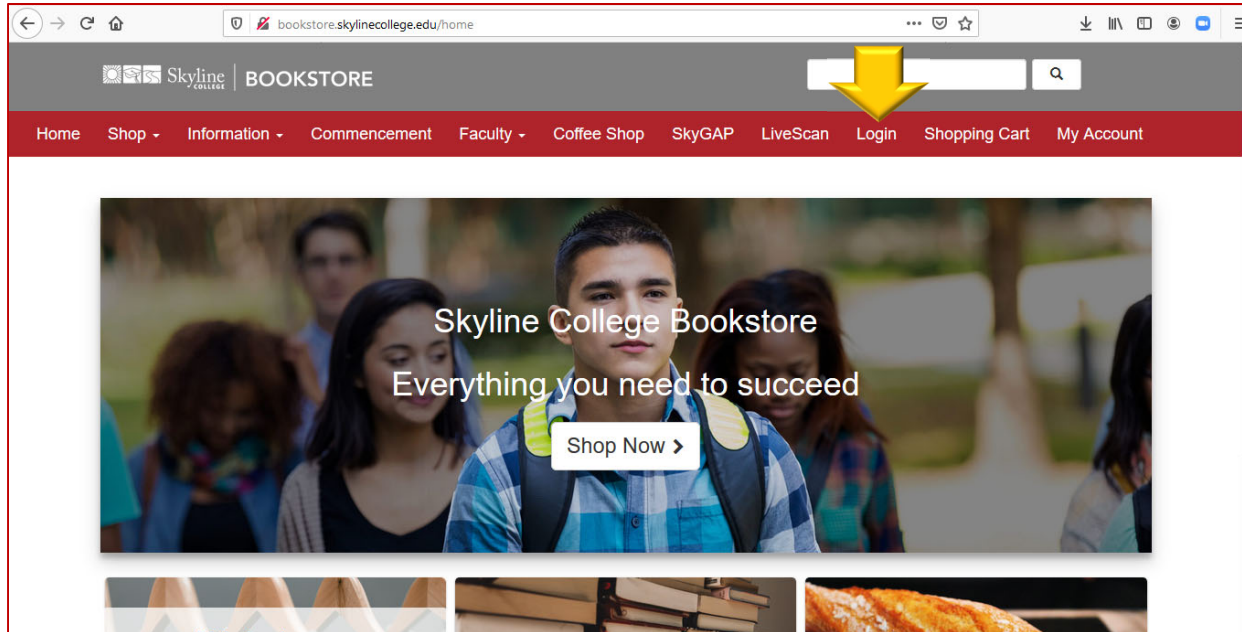 bookstore.skylinecollege.edu/home
Skyline COLLEGE BOOKSTORE
Home Shop Information Commencement Faculty Coffee Shop SkyGAP LiveScan Login Shopping Cart My Account
Skyline College Bookstore
Everything you need to succeed
Shop Now